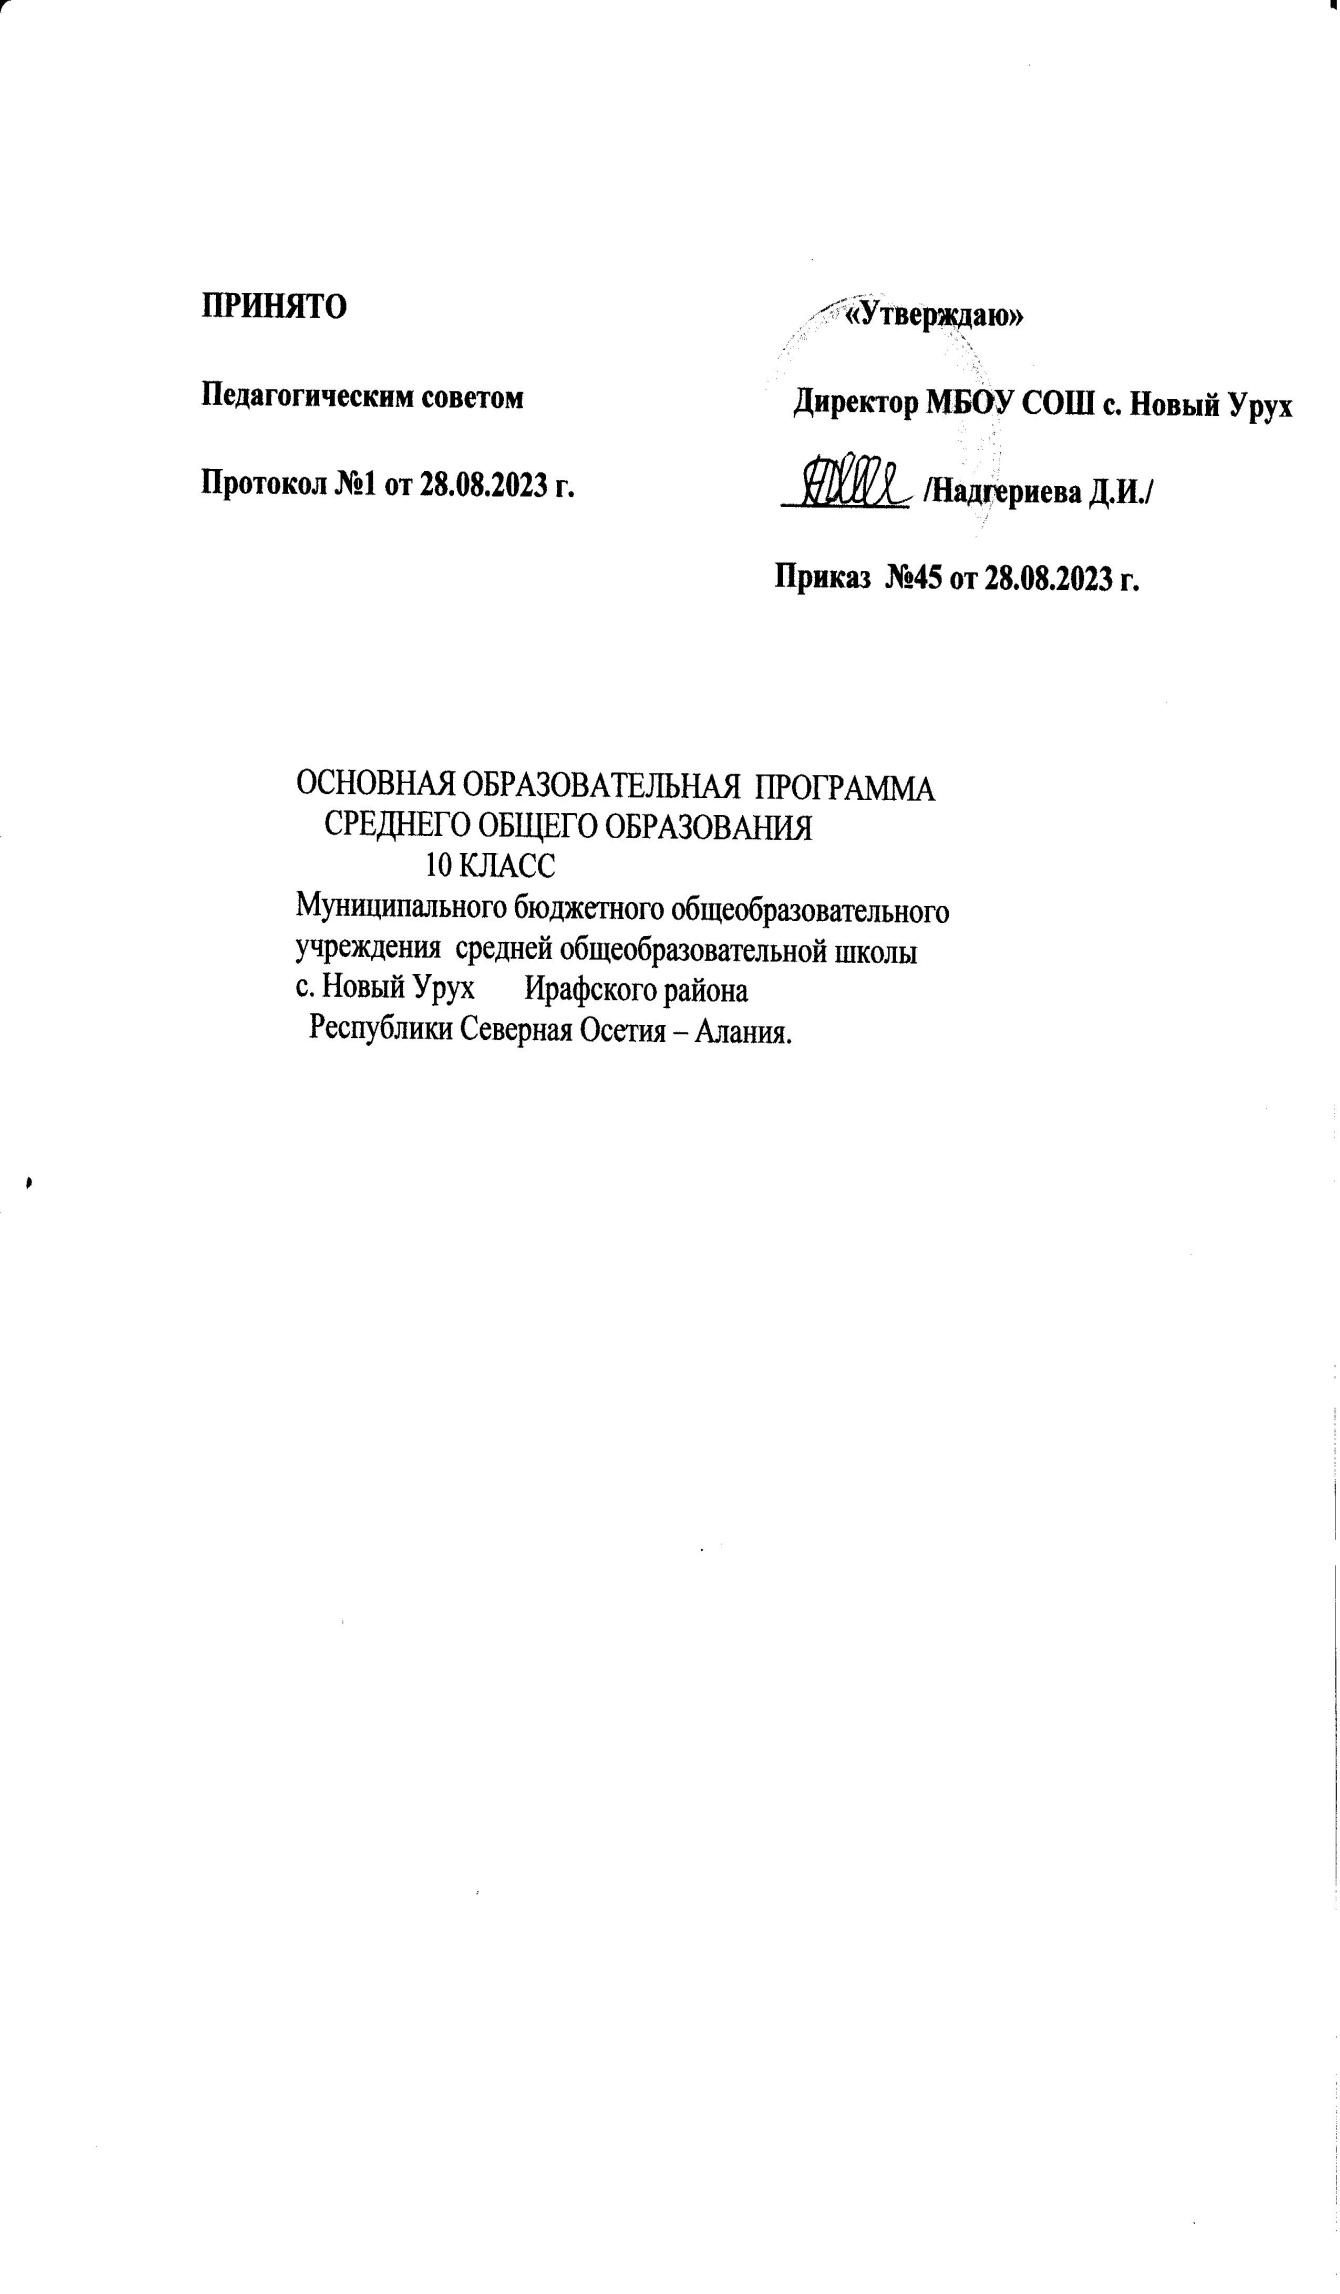 ПРИНЯТО
«Утверждаю»
Педагогическим советом
Директор МБОУ СОШ с. Новый Урух
Протокол №1 от 28.08.2023 г.
/Надгериева Д.И./
Приказ №45 от 28.08.2023 г.
ОСНОВНАЯ ОБРАЗОВАТЕЛЬНАЯ ПРОГРАММА
СРЕДНЕГО ОБЩЕГО ОБРАЗОВАНИЯ
10 КЛАСС
Муниципального бюджетного общеобразовательного
учреждения средней общеобразовательной школы
с. Новый Урух Ирафского района
Республики Северная Осетия – Алания.